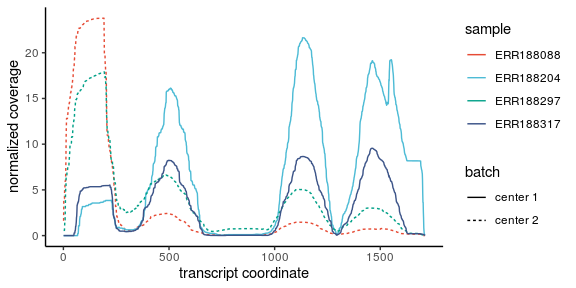 normalized coverage
20
15
10
5
0
0
500
1000
1500
transcript coordinate
sample
ERR188088
ERR188204
ERR188297
ERR188317
batch
center 1
center 2